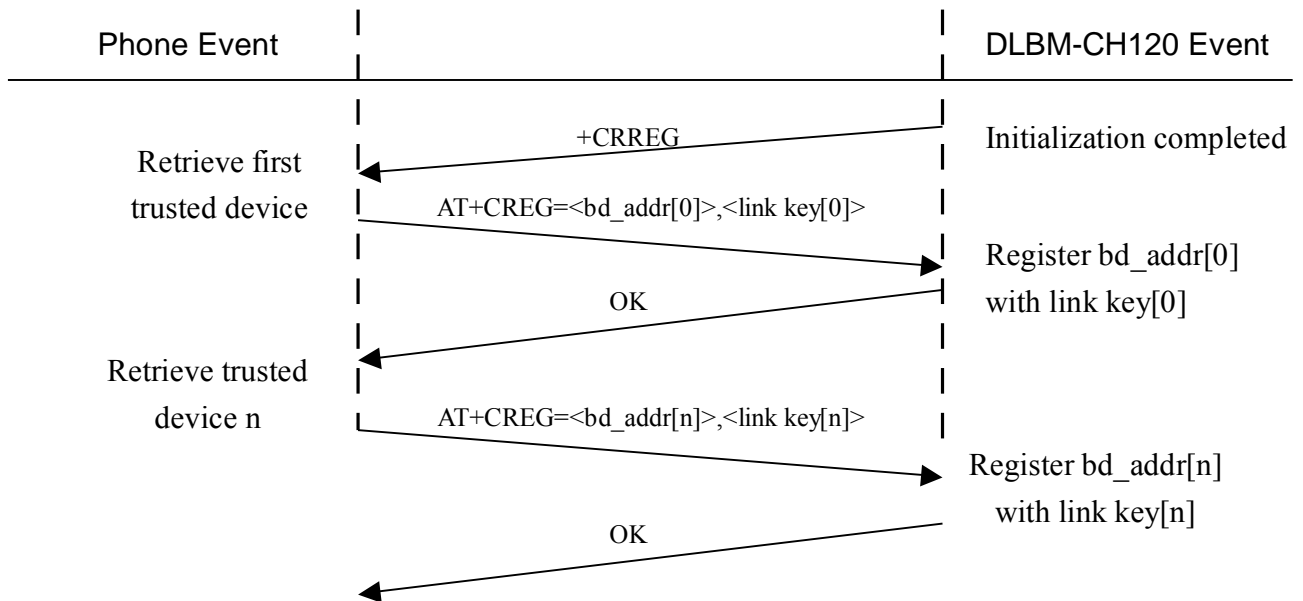 Phone Event
DLBM-CH120 Event
+CRREG
Initialization completed
Retrieve first
trusted device
AT+CREG=<bd_addr[0]>,<link key[0]>
Register bd_addr[0]
with link key[0]
OK
Retrieve trusted
device n
AT+CREG=<bd_addr[n]>,<link key[n]>
Register bd_addr[n]
with link key[n]
OK